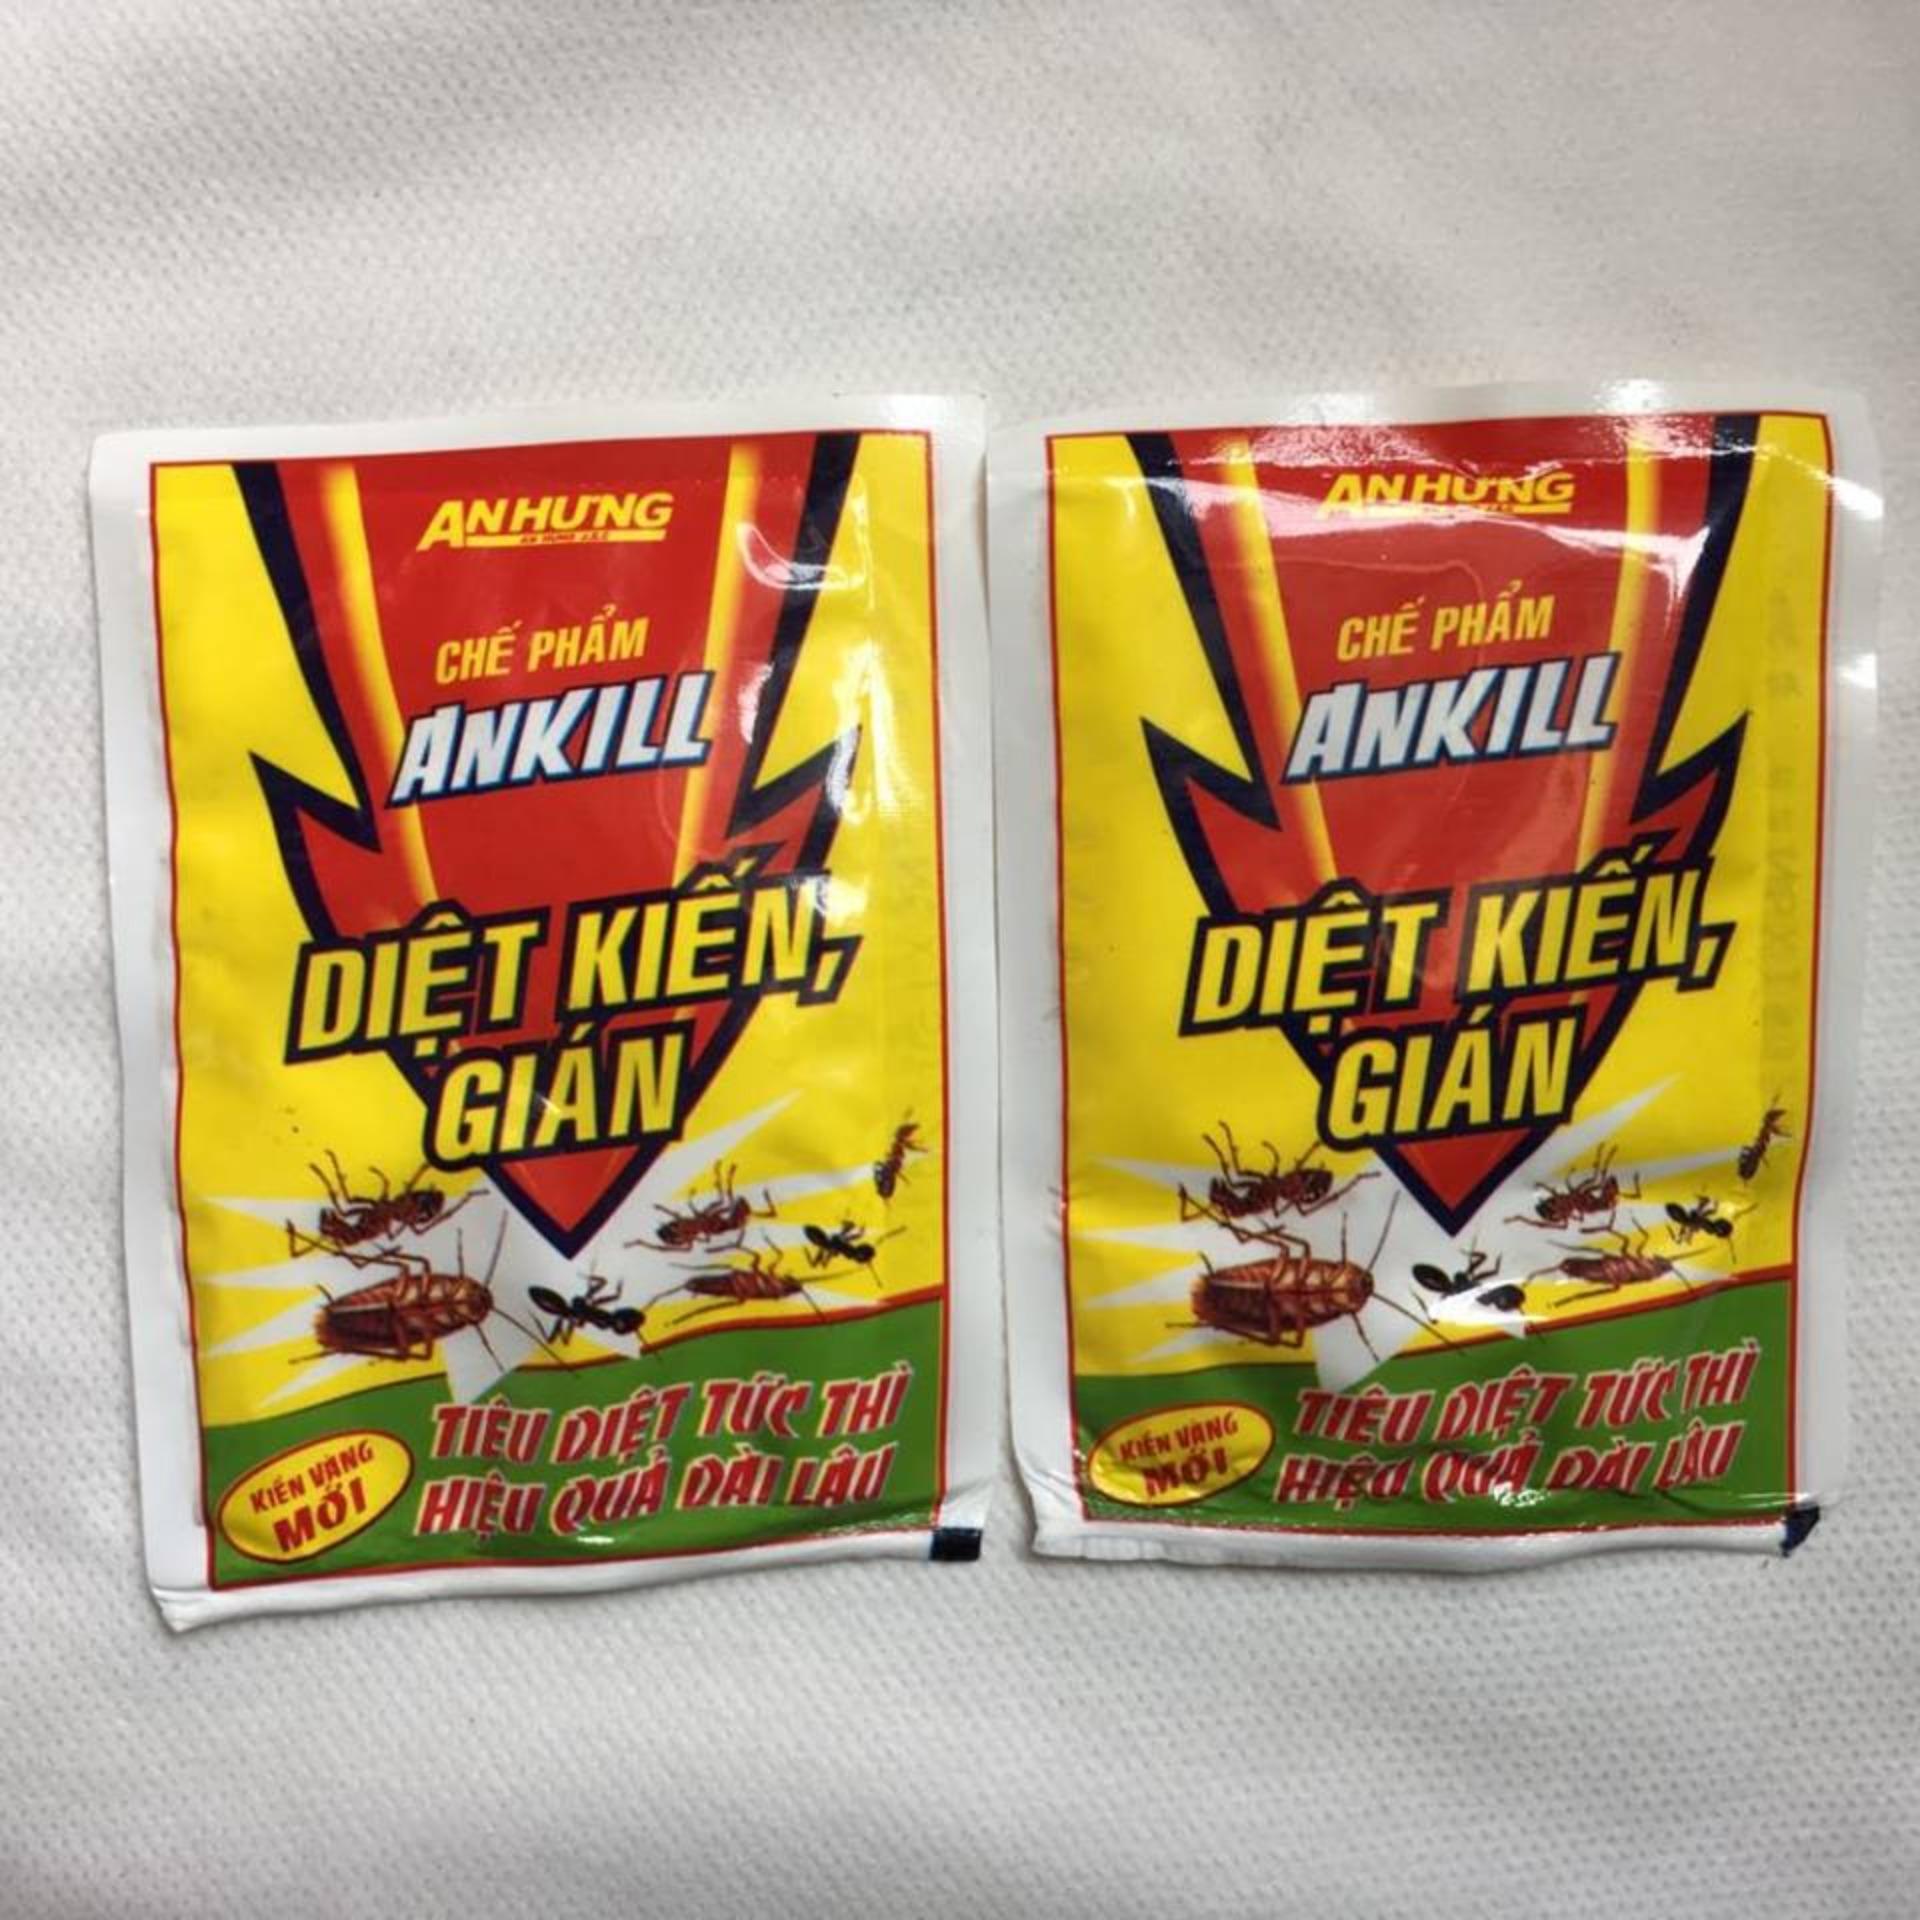 AN HƯNG
AN HƯNG J.S.C
CHẾ PHẨM
ANKILL
DIỆT KIẾN,
GIÁN
TIÊU DIỆT TỨC THÌ
HIỆU QUẢ DÀI LÂU
KIẾN VÀNG
MỚI
AN HƯNG
CHẾ PHẨM
ANKILL
DIỆT KIẾN,
GIÁN
TIÊU DIỆT TỨC THÌ
HIỆU QUẢ DÀI LÂU
KIẾN VÀNG
MỚI